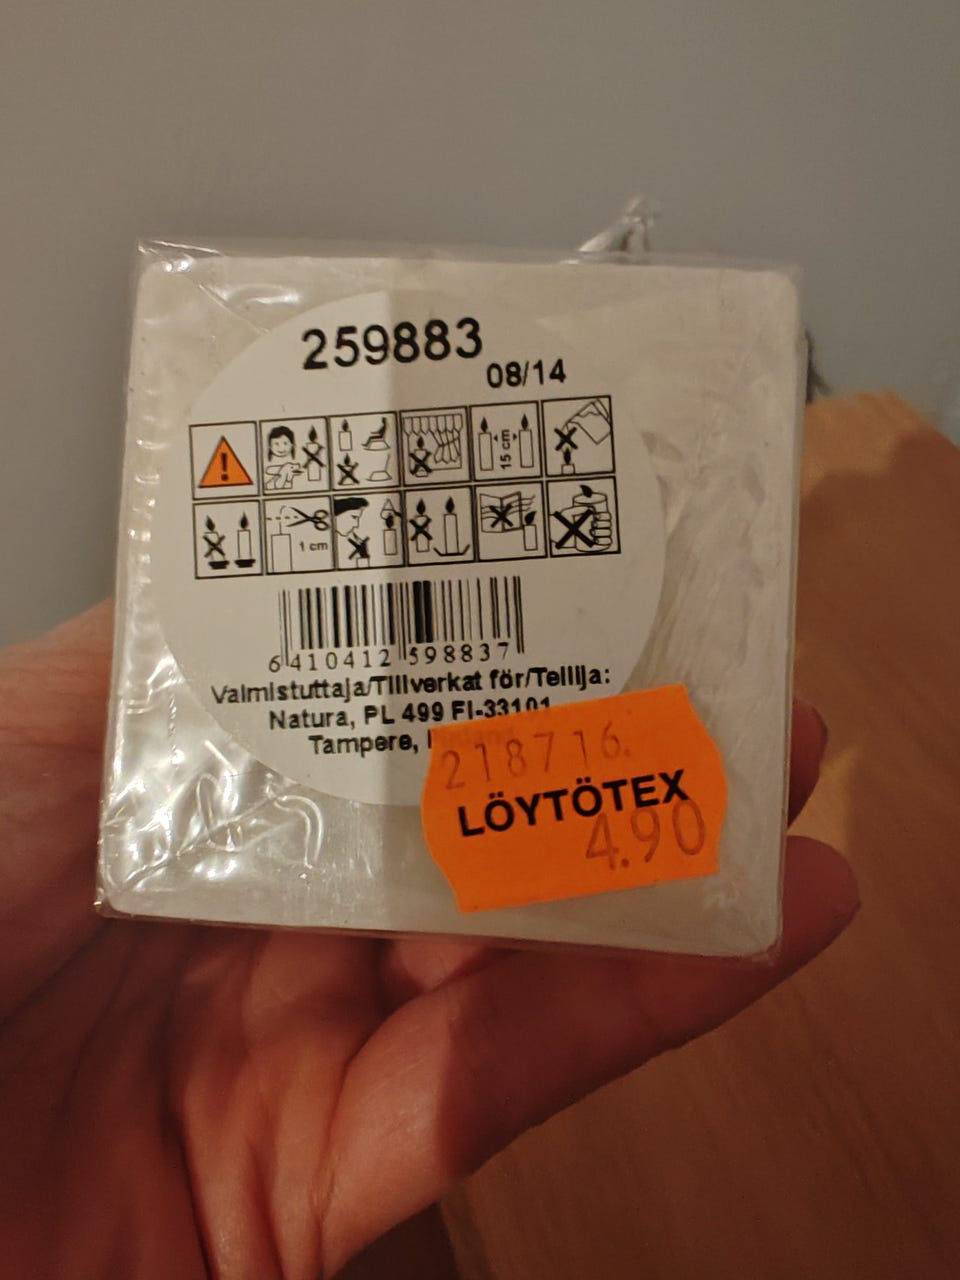 259883
08/14
15 cm
1 cm
6 410412 598837
Valmistuttaja/Tillverkat för/Tellija:
Natura, PL 499 FI-33101
Tampere,
218716.
LÖYTÖTEX
4.90